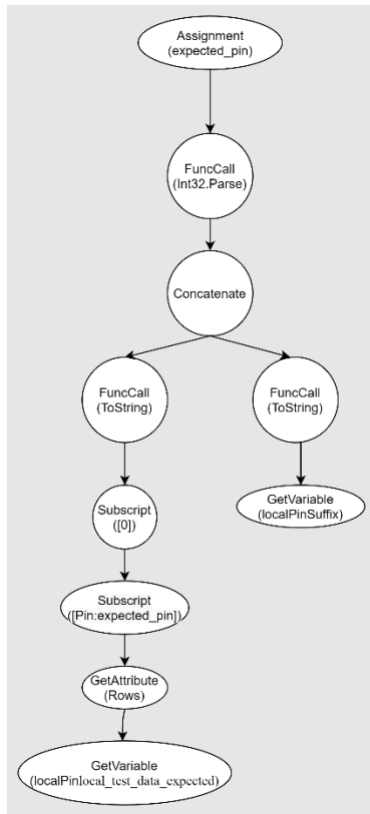 Assignment
(expected_pin)
FuncCall
(Int32.Parse)
Concatenate
FuncCall
(ToString)
FuncCall
(ToString)
Subscript
([0])
GetVariable
(localPinSuffix)
Subscript
([Pin:expected_pin])
GetAttribute
(Rows)
GetVariable
(localPinlocal_test_data_expected)